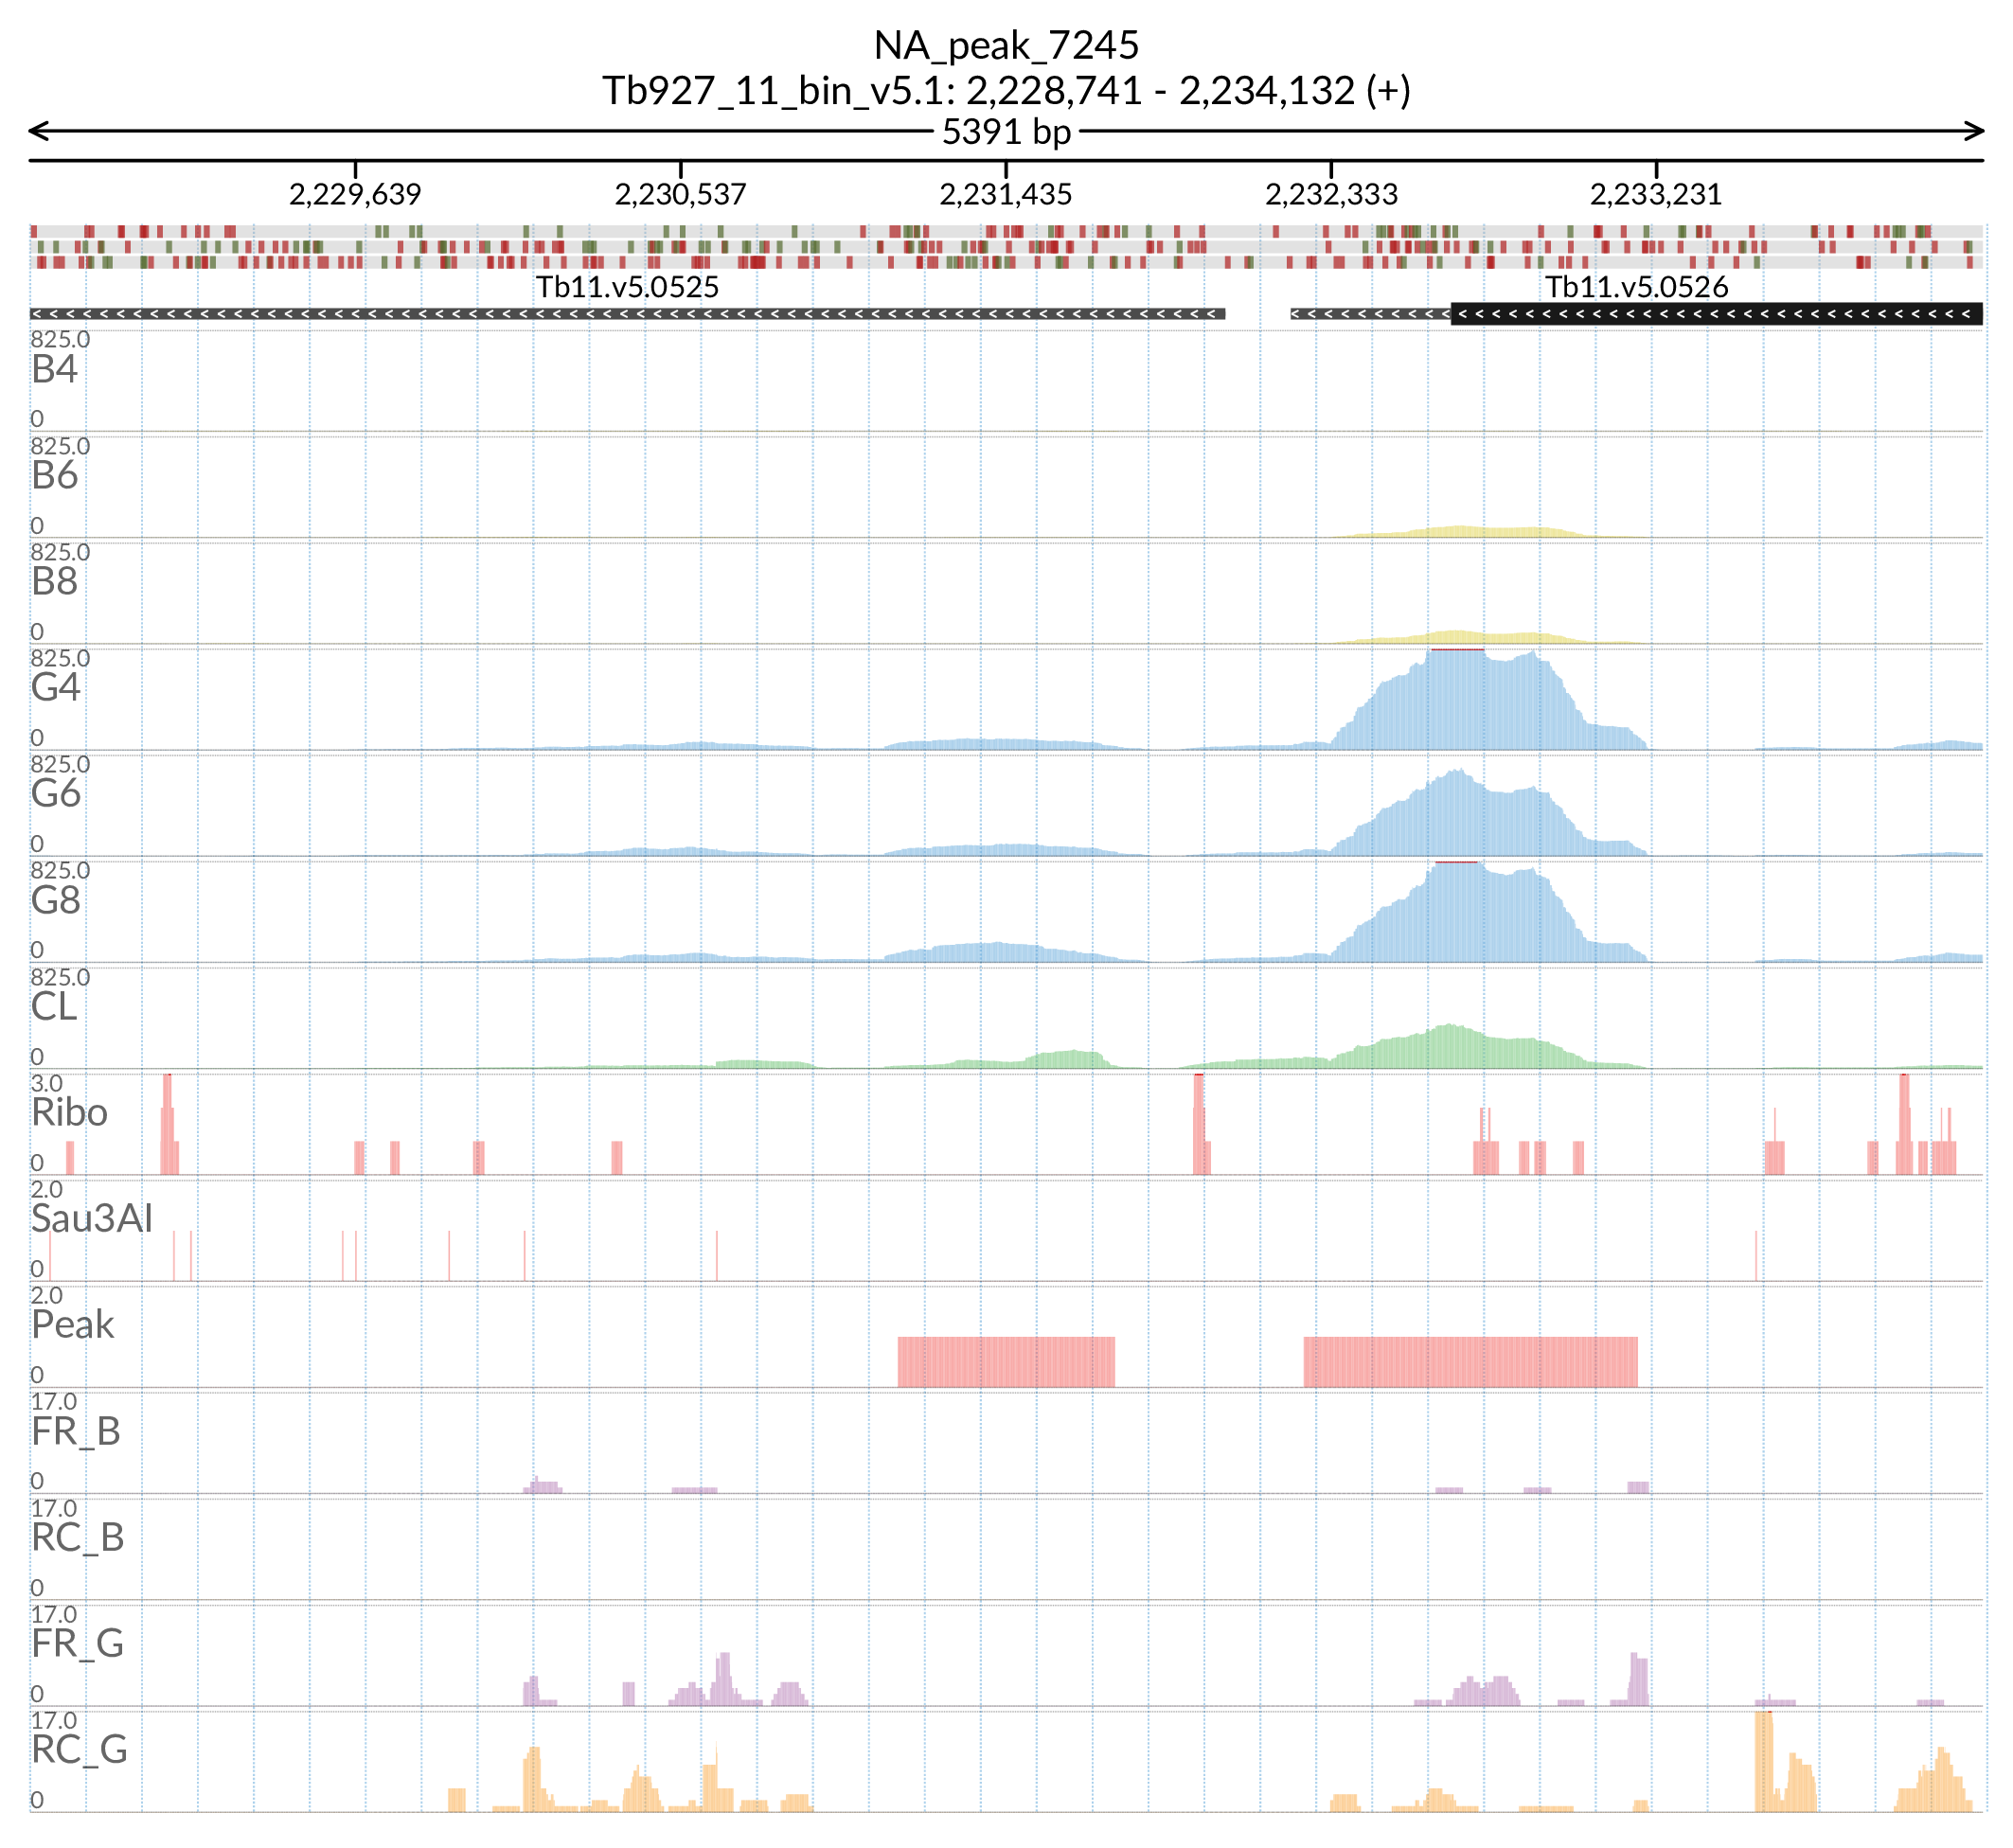 NA_peak_7245
Tb927_11_bin_v5.1: 2,228,741 - 2,234,132 (+)
5391 bp
2,229,639 2,230,537 2,231,435 2,232,333 2,233,231
Tb11.v5.0525 Tb11.v5.0526
825.0
B4
0
825.0
B6
0
825.0
B8
0
825.0
G4
0
825.0
G6
0
825.0
G8
0
825.0
CL
0
3.0
Ribo
0
2.0
Sau3AI
0
2.0
Peak
0
17.0
FR_B
0
17.0
RC_B
0
17.0
FR_G
0
17.0
RC_G
0